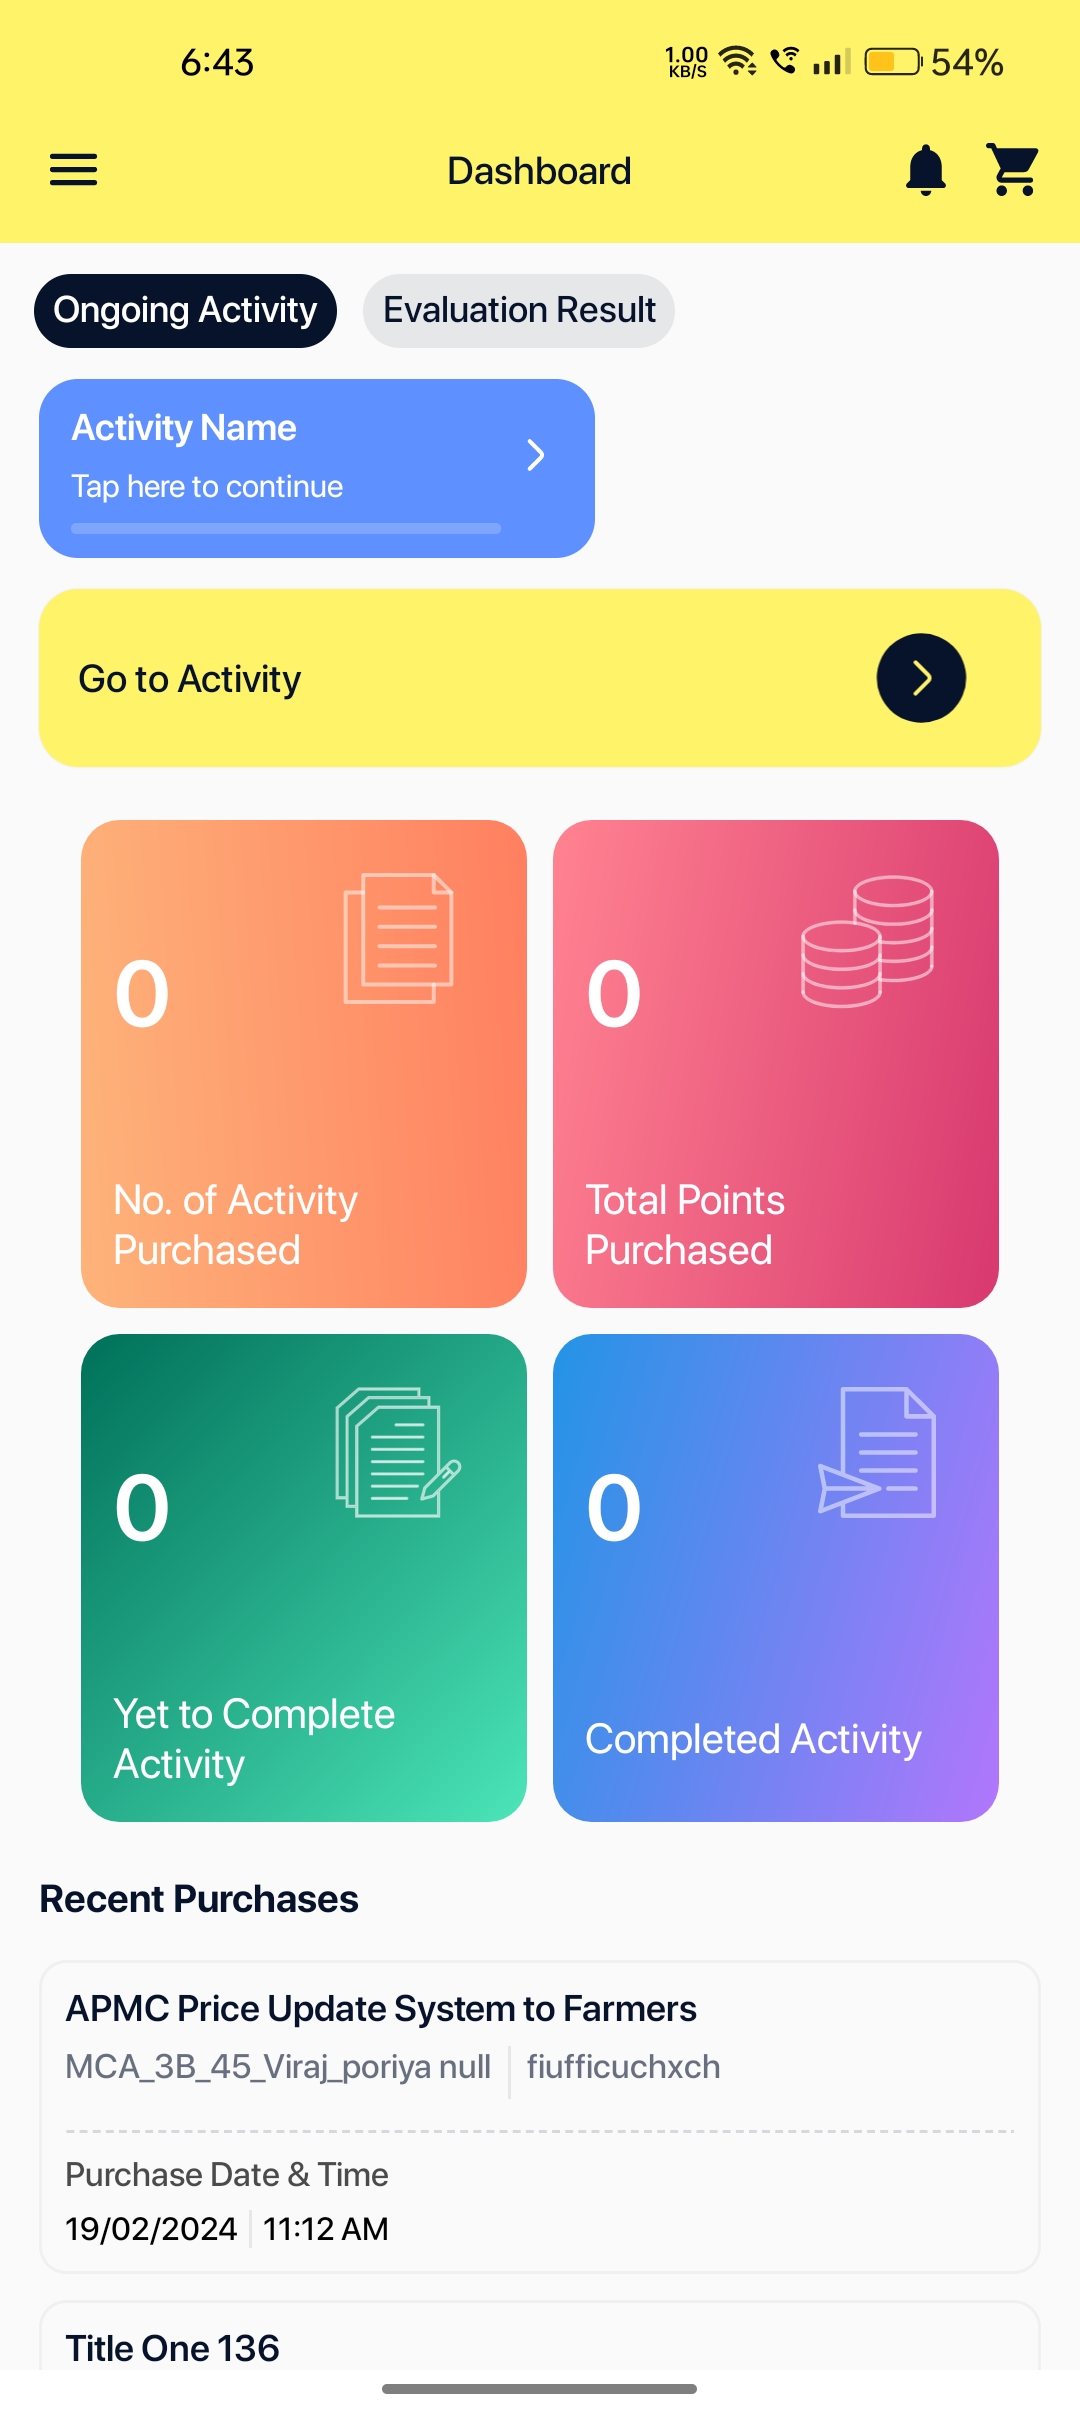 6:43
1.00 KB/S
54%
Dashboard
Ongoing Activity
Evaluation Result
Activity Name
Tap here to continue
Go to Activity
0
No. of Activity
Purchased
0
Total Points
Purchased
0
Yet to Complete
Activity
0
Completed Activity
Recent Purchases
APMC Price Update System to Farmers
MCA_3B_45_Viraj_poriya null
fiufficuchxch
Purchase Date & Time
19/02/2024
11:12 AM
Title One 136